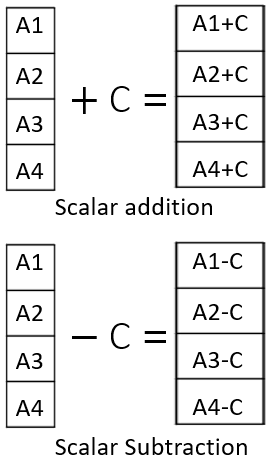 A1 A1+C
A2 A2+C
+ C =
A3 A3+C
A4 A4+C
Scalar addition
A1 A1-C
A2 A2-C
− C =
A3 A3-C
A4 A4-C
Scalar Subtraction